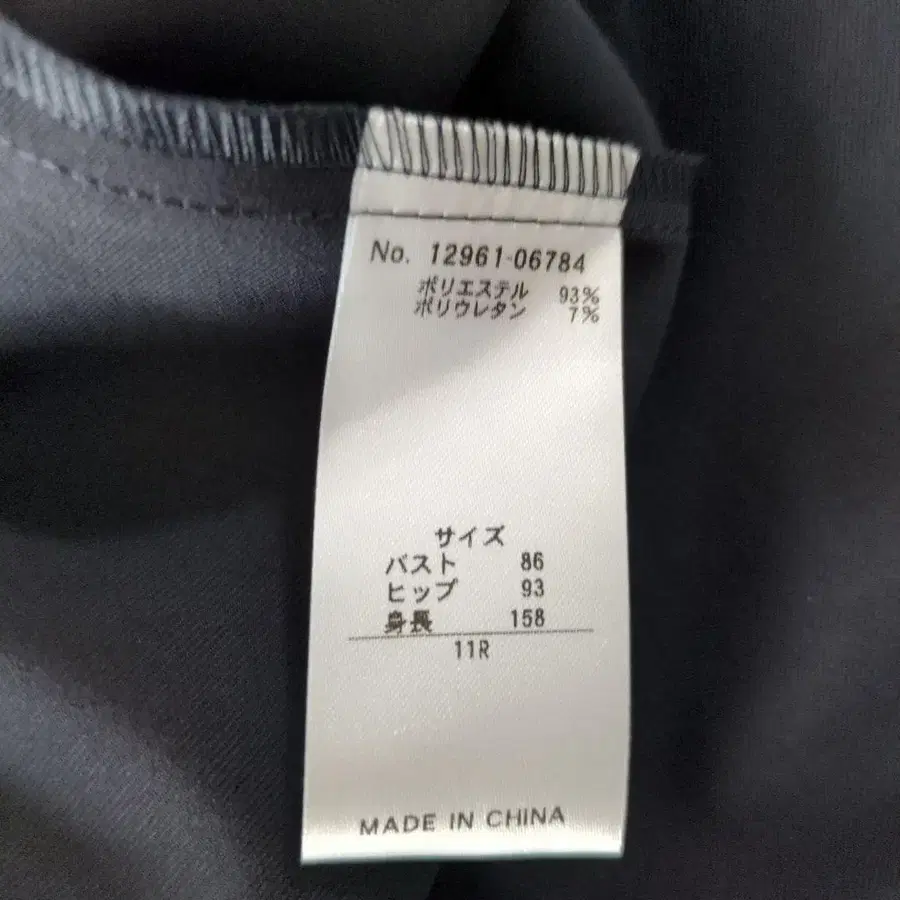 No. 12961-06784
ポリエステル 93%
ポリウレタン 7%
サイズ
バスト 86
ヒップ 93
身長 158
11R
MADE IN CHINA